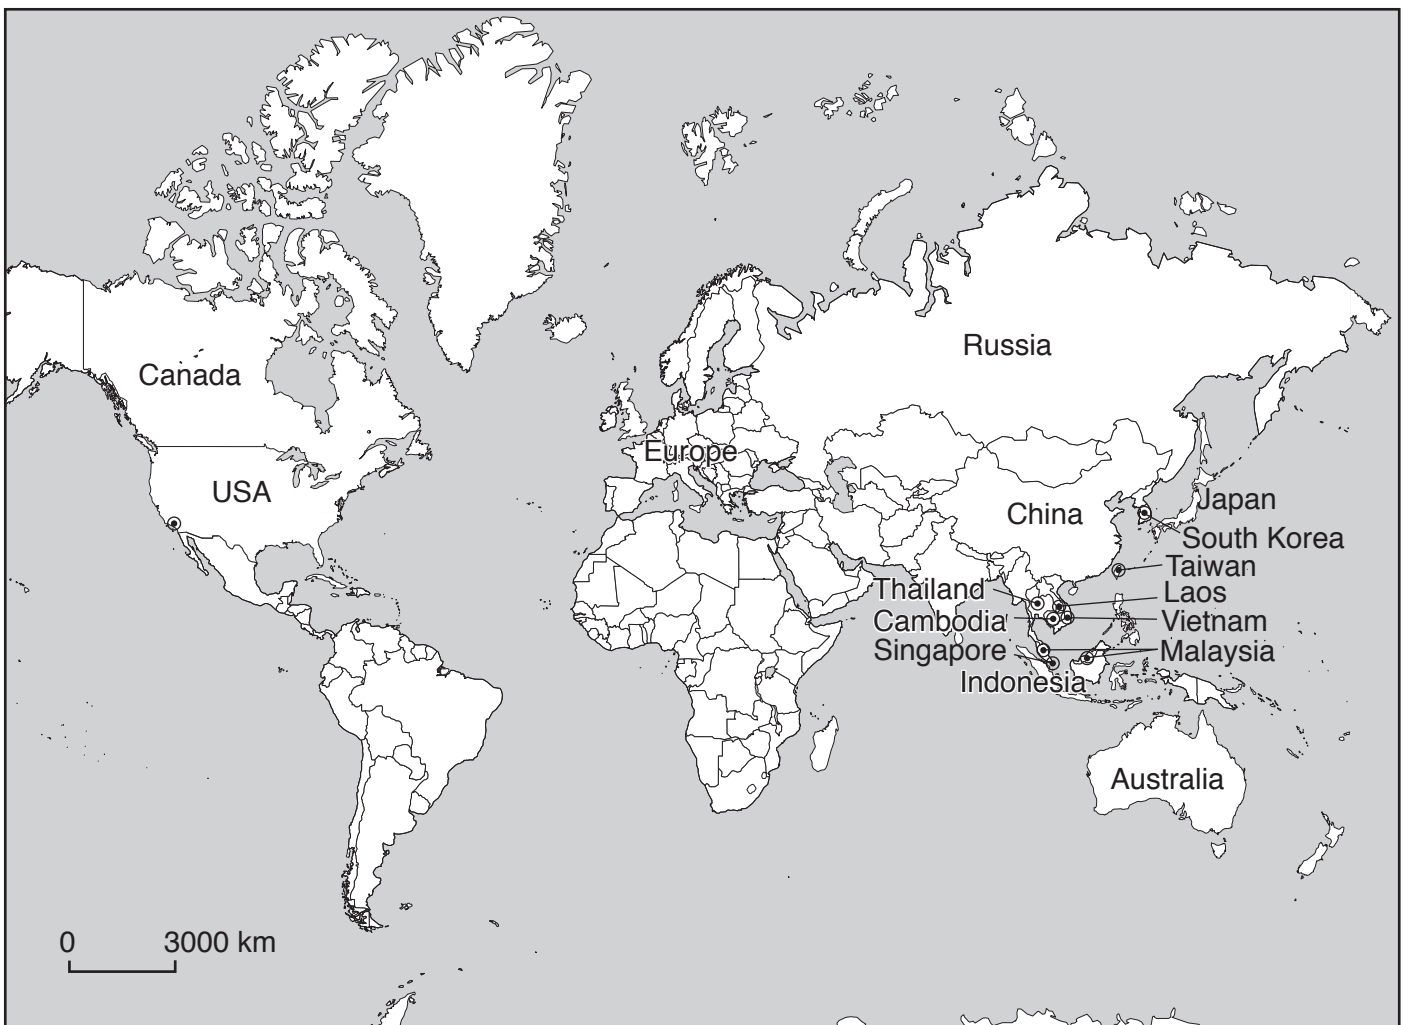 Russia
Canada
Europe
USA
Japan
China
South Korea
Taiwan
Thailand
Laos
Cambodia
Vietnam
Singapore
Malaysia
Indonesia
Australia
0 3000 km